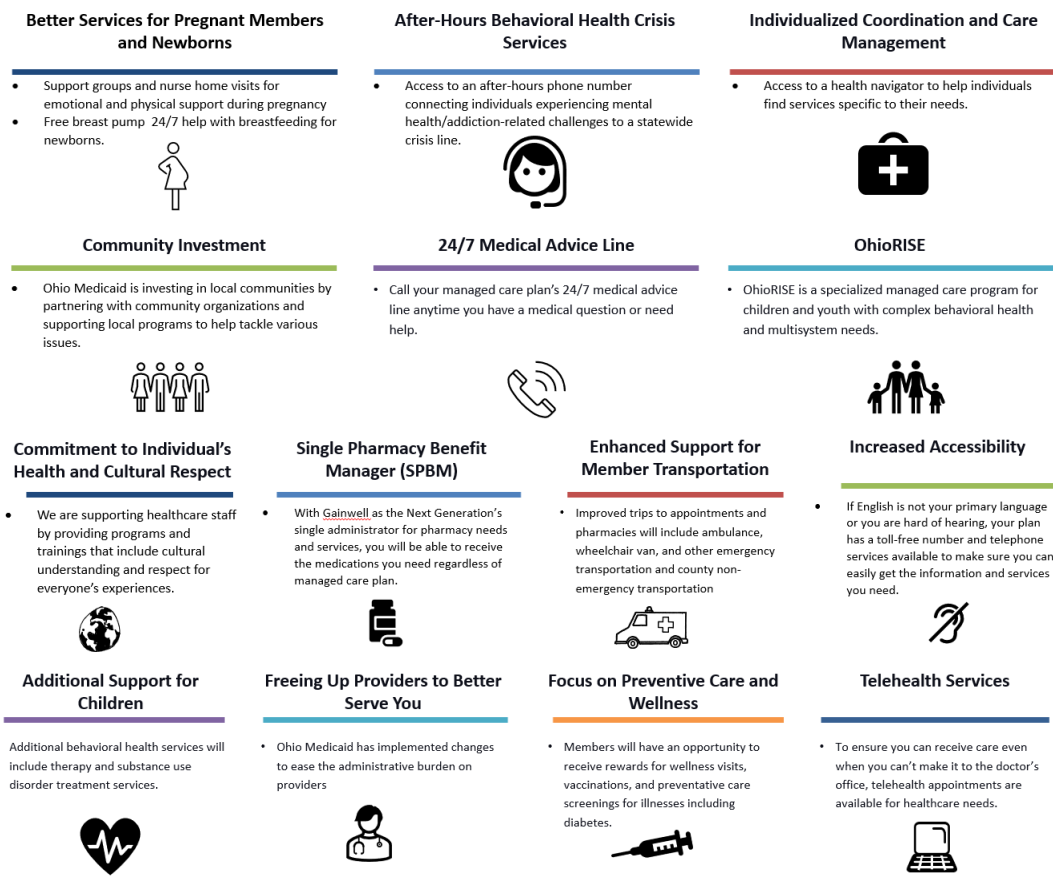 Better Services for Pregnant Members
and Newborns
• Support groups and nurse home visits for
emotional and physical support during pregnancy
• Free breast pump 24/7 help with breastfeeding for
newborns.
After-Hours Behavioral Health Crisis
Services
• Access to an after-hours phone number
connecting individuals experiencing mental
health/addiction-related challenges to a statewide
crisis line.
Individualized Coordination and Care
Management
• Access to a health navigator to help individuals
find services specific to their needs.
Community Investment
• Ohio Medicaid is investing in local communities by
partnering with community organizations and
supporting local programs to help tackle various
issues.
24/7 Medical Advice Line
• Call your managed care plan's 24/7 medical advice
line anytime you have a medical question or need
help.
OhioRISE
• OhioRISE is a specialized managed care program for
children and youth with complex behavioral health
and multisystem needs.
Commitment to Individual's
Health and Cultural Respect
• We are supporting healthcare staff
by providing programs and
trainings that include cultural
understanding and respect for
everyone's experiences.
Single Pharmacy Benefit
Manager (SPBM)
• With Gainwell as the Next Generation's
single administrator for pharmacy needs
and services, you will be able to receive
the medications you need regardless of
managed care plan.
Enhanced Support for
Member Transportation
• Improved trips to appointments and
pharmacies will include ambulance,
wheelchair van, and other emergency
transportation and county non-
emergency transportation
Increased Accessibility
• If English is not your primary language
or you are hard of hearing, your plan
has a toll-free number and telephone
services available to make sure you can
easily get the information and services
you need.
Additional Support for
Children
Additional behavioral health services will
include therapy and substance use
disorder treatment services.
Freeing Up Providers to Better
Serve You
• Ohio Medicaid has implemented changes
to ease the administrative burden on
providers
Focus on Preventive Care and
Wellness
• Members will have an opportunity to
receive rewards for wellness visits,
vaccinations, and preventative care
screenings for illnesses including
diabetes.
Telehealth Services
• To ensure you can receive care even
when you can't make it to the doctor's
office, telehealth appointments are
available for healthcare needs.